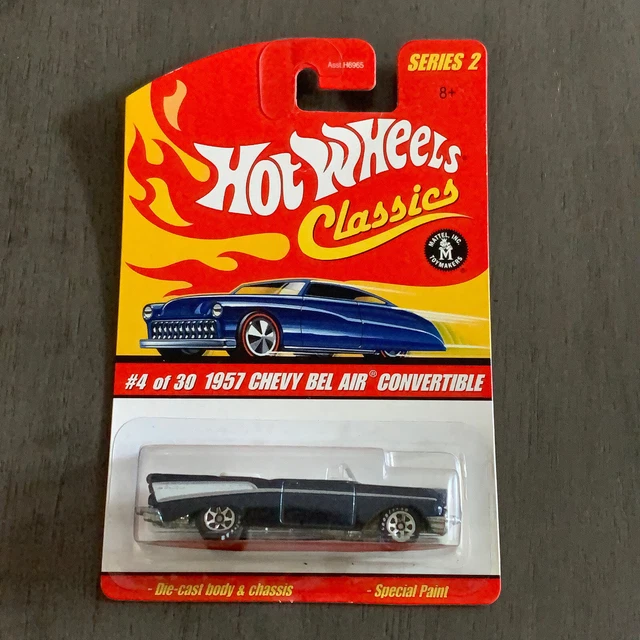 Asst.H6965
SERIES 2
8+
HOT WHEELS
Classics
MATTEL, INC.
M
TOYMAKERS
#4 of 30 1957 CHEVY BEL AIR® CONVERTIBLE
- Die-cast body & chassis
- Special Paint